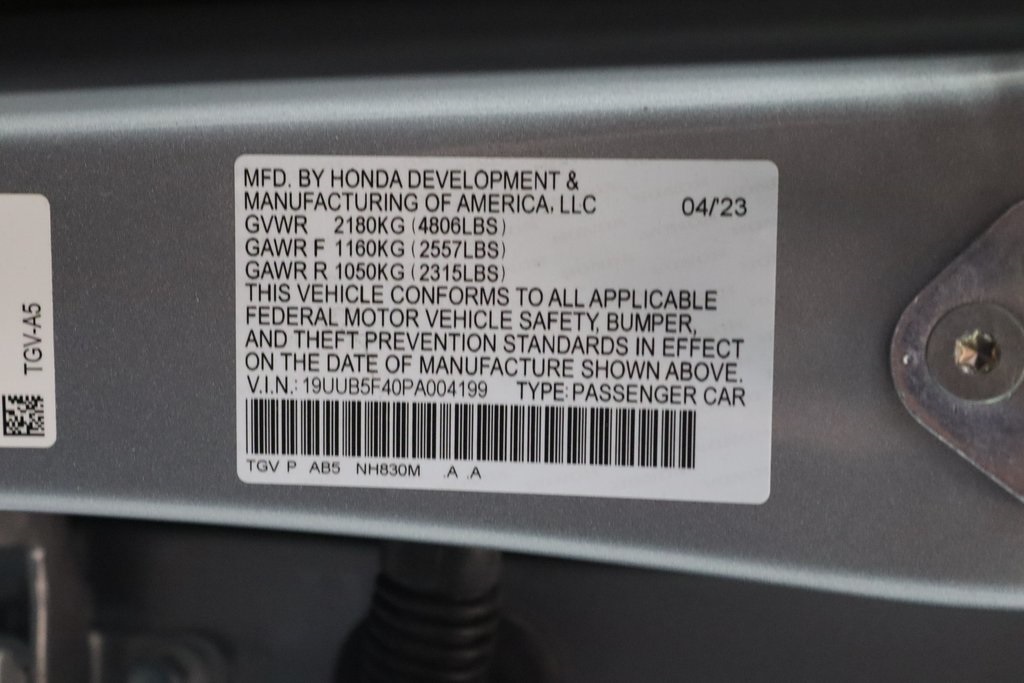 MFD. BY HONDA DEVELOPMENT &
MANUFACTURING OF AMERICA, LLC 04/'23
GVWR 2180KG (4806LBS)
GAWR F 1160KG (2557LBS)
GAWR R 1050KG (2315LBS)
THIS VEHICLE CONFORMS TO ALL APPLICABLE
FEDERAL MOTOR VEHICLE SAFETY, BUMPER,
AND THEFT PREVENTION STANDARDS IN EFFECT
ON THE DATE OF MANUFACTURE SHOWN ABOVE.
V.I.N.: 19UUB5F40PA004199 TYPE: PASSENGER CAR
TGV P AB5 NH830M .A .A
TGV-A5